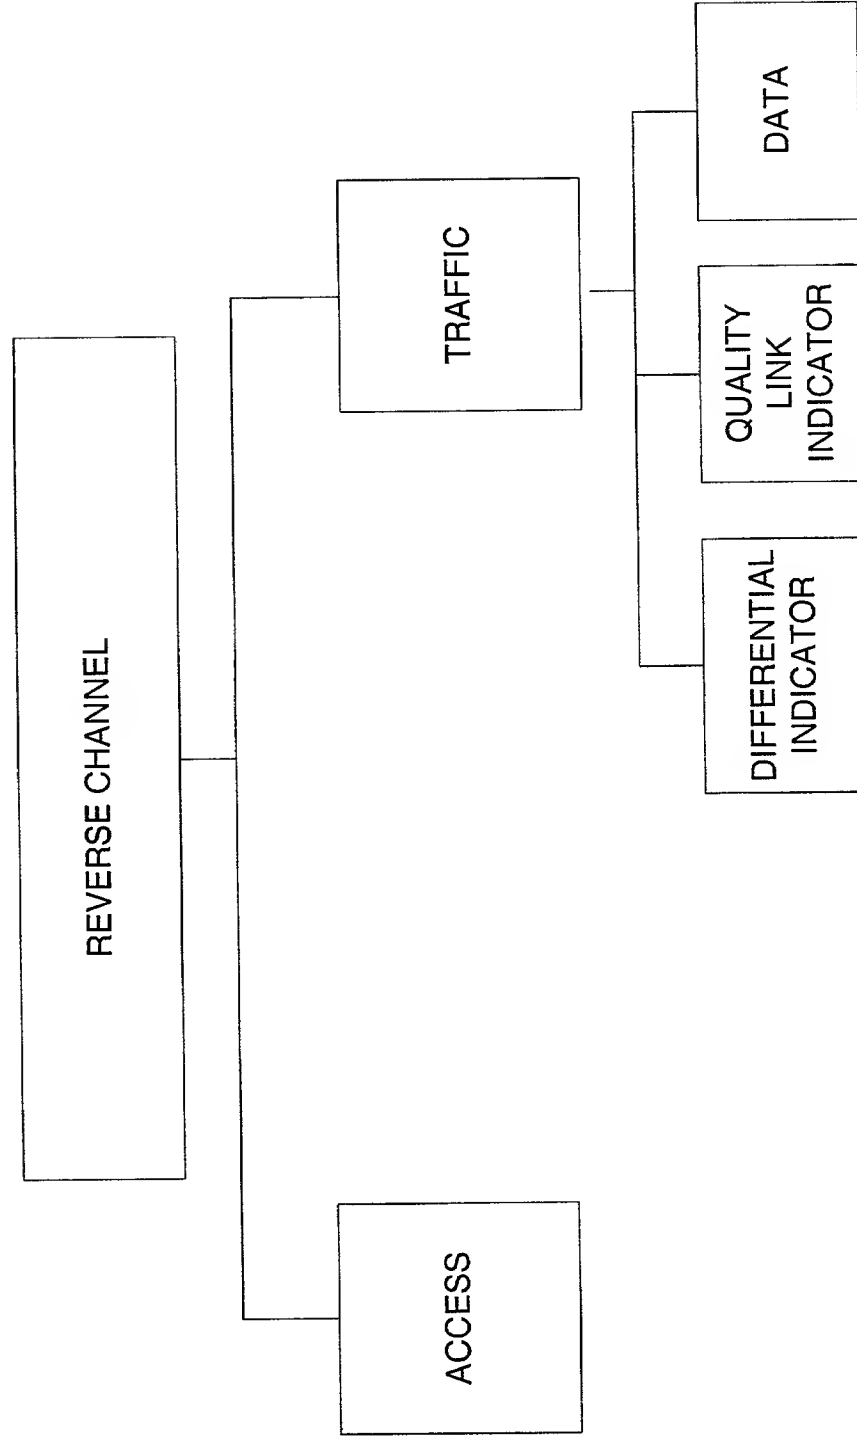 REVERSE CHANNEL
ACCESS
TRAFFIC
DIFFERENTIAL
INDICATOR
QUALITY
LINK
INDICATOR
DATA